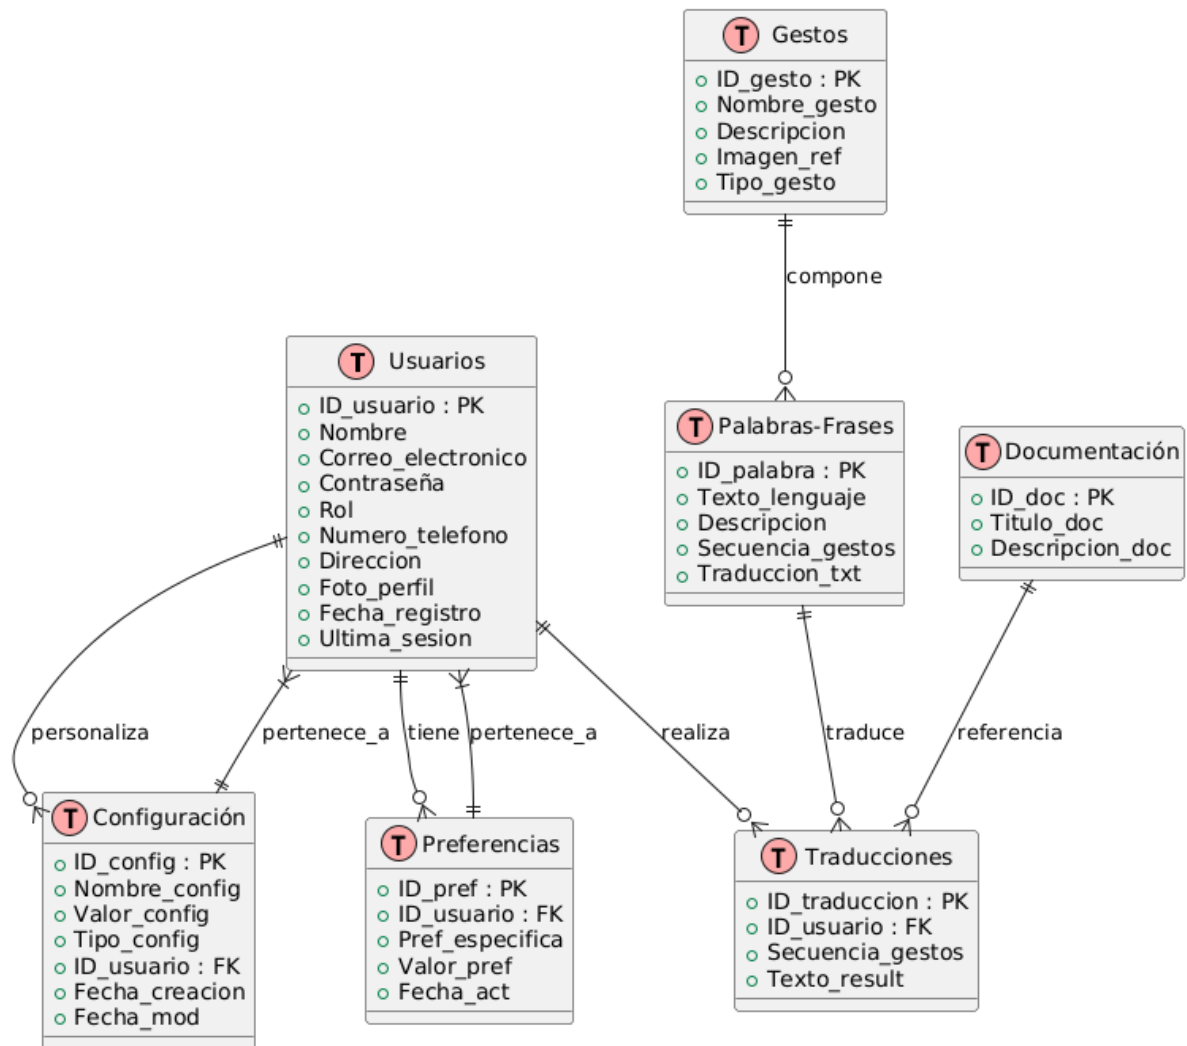 T Gestos
ID_gesto : PK
Nombre_gesto
Descripcion
Imagen_ref
Tipo_gesto
compone
T Usuarios
ID_usuario : PK
Nombre
Correo_electronico
Contraseña
Rol
Numero_telefono
Direccion
Foto_perfil
Fecha_registro
Ultima_sesion
T Palabras-Frases
ID_palabra : PK
Texto_lenguaje
Descripcion
Secuencia_gestos
Traduccion_txt
T Documentación
ID_doc : PK
Titulo_doc
Descripcion_doc
personaliza
pertenece_a
tiene
pertenece_a
realiza
traduce
referencia
T Configuración
ID_config : PK
Nombre_config
Valor_config
Tipo_config
ID_usuario : FK
Fecha_creacion
Fecha_mod
T Preferencias
ID_pref : PK
ID_usuario : FK
Pref_especifica
Valor_pref
Fecha_act
T Traducciones
ID_traduccion : PK
ID_usuario : FK
Secuencia_gestos
Texto_result